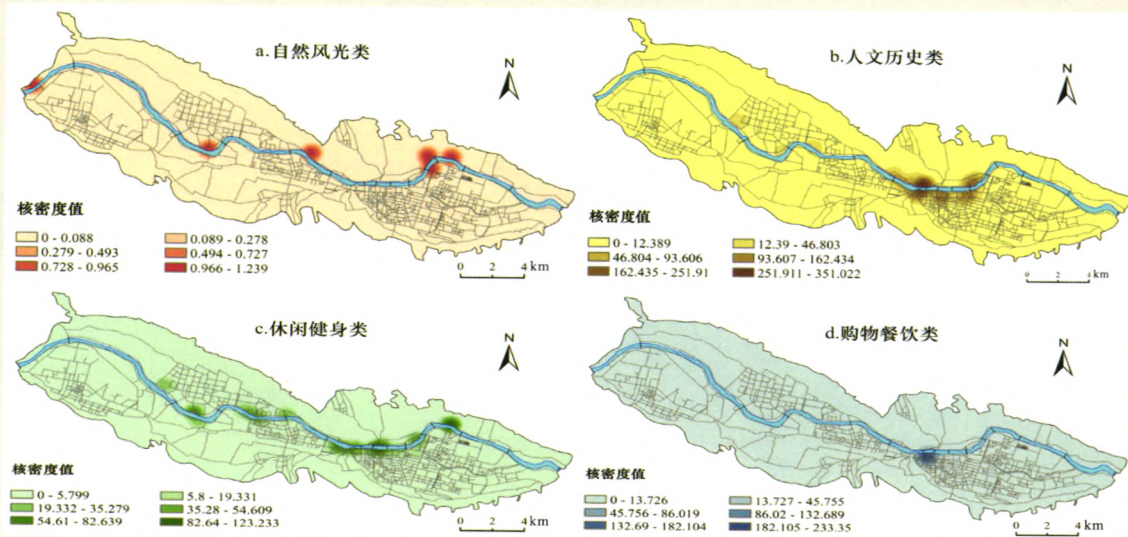 a.自然风光类
N
核密度值
0 - 0.088
0.089 - 0.278
0.279 - 0.493
0.494 - 0.727
0.728 - 0.965
0.966 - 1.239
0 2 4 km
b.人文历史类
N
核密度值
0 - 12.389
12.39 - 46.803
46.804 - 93.606
93.607 - 162.434
162.435 - 251.91
251.911 - 351.022
0 2 4 km
c.休闲健身类
N
核密度值
0 - 5.799
5.8 - 19.331
19.332 - 35.279
35.28 - 54.609
54.61 - 82.639
82.64 - 123.233
0 2 4 km
d.购物餐饮类
N
核密度值
0 - 13.726
13.727 - 45.755
45.756 - 86.019
86.02 - 132.689
132.69 - 182.104
182.105 - 233.35
0 2 4 km